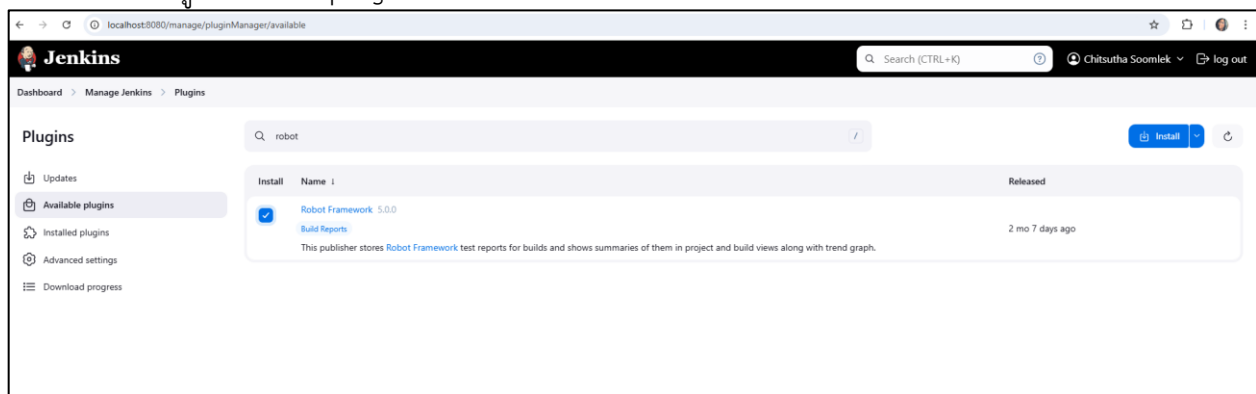 localhost:8080/manage/pluginManager/available
Jenkins
Search (CTRL+K)
?
Chitsutha Soomlek
log out
Dashboard > Manage Jenkins > Plugins
Plugins
robot
/
Install
Updates
Available plugins
Installed plugins
Advanced settings
Download progress
Install Name ↓ Released
Robot Framework 5.0.0
Build Reports
This publisher stores Robot Framework test reports for builds and shows summaries of them in project and build views along with trend graph.
2 mo 7 days ago